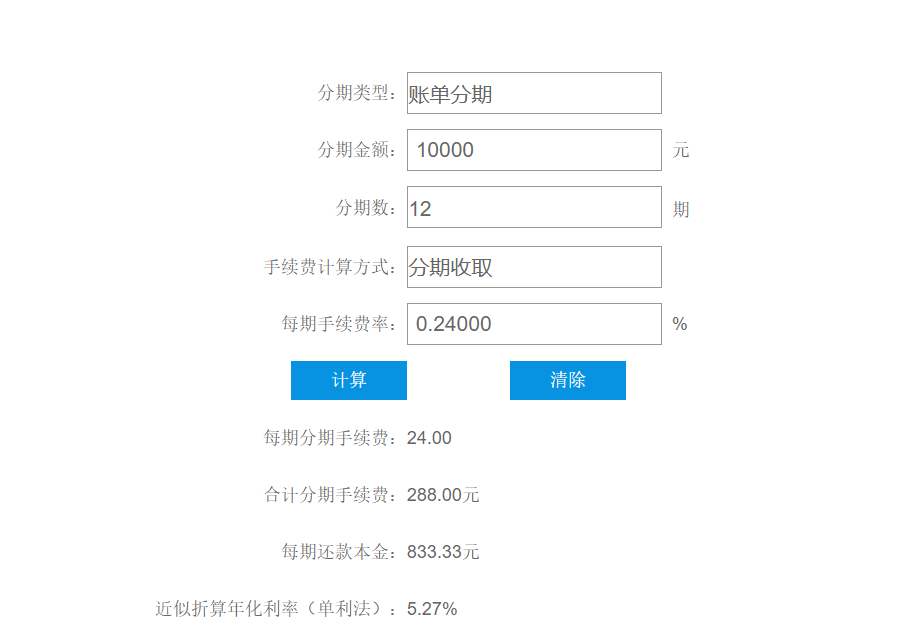 分期类型： 账单分期
分期金额： 10000 元
分期数： 12 期
手续费计算方式： 分期收取
每期手续费率： 0.24000 %
计算 清除
每期分期手续费： 24.00
合计分期手续费： 288.00元
每期还款本金： 833.33元
近似折算年化利率（单利法）： 5.27%